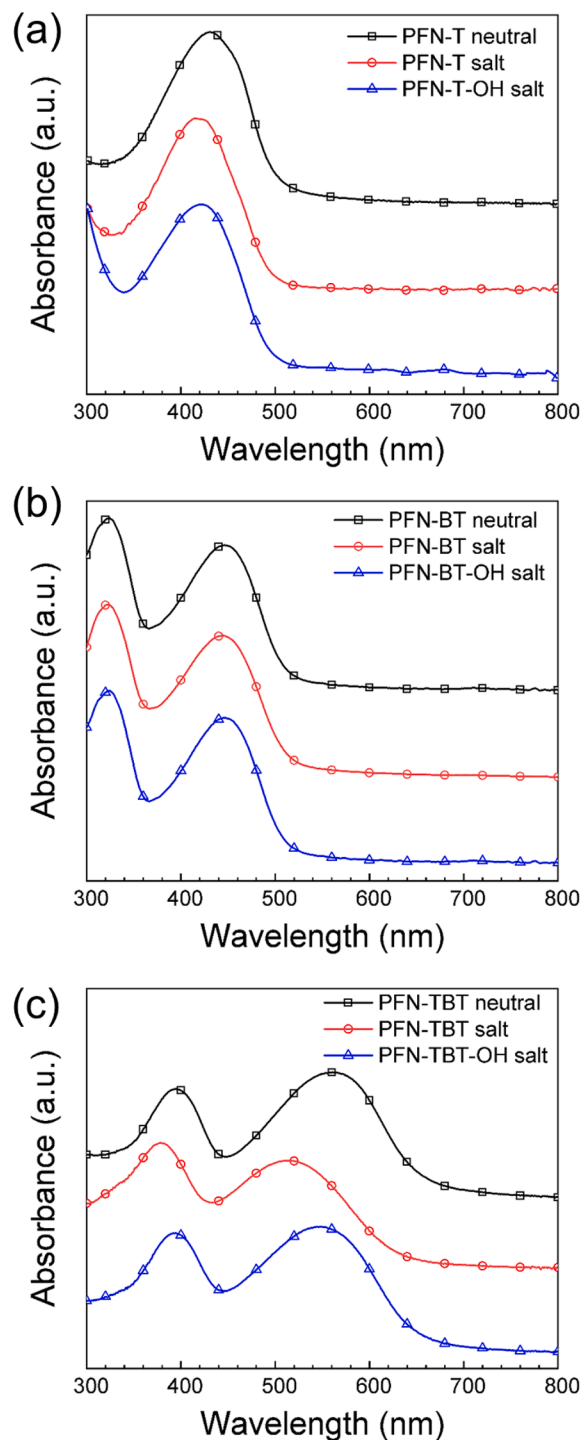 (a)
PFN-T neutral
PFN-T salt
PFN-T-OH salt
Absorbance (a.u.)
300 400 500 600 700 800
Wavelength (nm)
(b)
PFN-BT neutral
PFN-BT salt
PFN-BT-OH salt
Absorbance (a.u.)
300 400 500 600 700 800
Wavelength (nm)
(c)
PFN-TBT neutral
PFN-TBT salt
PFN-TBT-OH salt
Absorbance (a.u.)
300 400 500 600 700 800
Wavelength (nm)